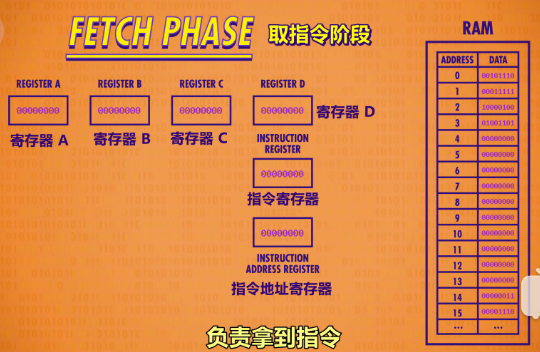 FETCH PHASE 取指令阶段
RAM
REGISTER A REGISTER B REGISTER C REGISTER D
00000000 00000000 00000000 00000000 寄存器 D
寄存器 A 寄存器 B 寄存器 C
INSTRUCTION
REGISTER
00000000
指令寄存器
00000000
INSTRUCTION
ADDRESS REGISTER
指令地址寄存器
ADDRESS DATA
0 00101110
1 00011111
2 10000100
3 01001101
4 00000000
5 00000000
6 00000000
7 00000000
8 00000000
9 00000000
10 00000000
11 00000000
12 00000000
13 00000000
14 00000011
15 00001110
... ...
负责拿到指令